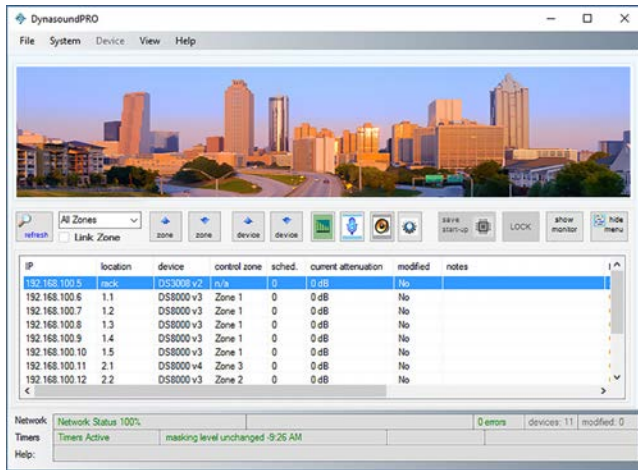 DynasoundPRO
File System Device View Help
refresh All Zones Link Zone zone zone device device save start-up LOCK show monitor hide menu
IP location device control zone sched. current attenuation modified notes
192.168.100.5 rack DS3008 v2 n/a 0 0 dB No
192.168.100.6 1.1 DS8000 v3 Zone 1 0 0 dB No
192.168.100.7 1.2 DS8000 v3 Zone 1 0 0 dB No
192.168.100.8 1.3 DS8000 v3 Zone 1 0 0 dB No
192.168.100.9 1.4 DS8000 v3 Zone 1 0 0 dB No
192.168.100.10 1.5 DS8000 v3 Zone 1 0 0 dB No
192.168.100.11 2.1 DS8000 v4 Zone 3 0 0 dB No
192.168.100.12 2.2 DS8000 v3 Zone 2 0 0 dB No
Network Network Status 100% 0 errors devices: 11 modified: 0
Timers Timers Active masking level unchanged -9:26 AM
Help: